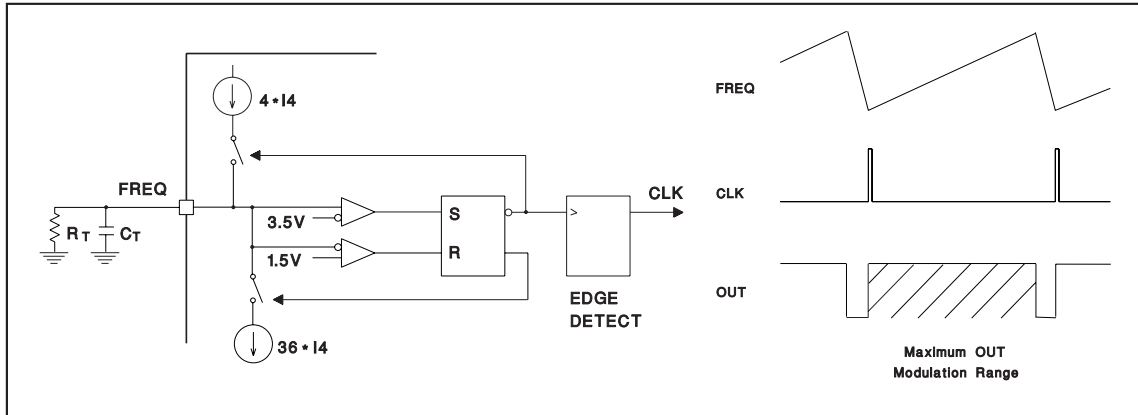 4*I4
FREQ
RT
CT
3.5V
1.5V
S
R
>
CLK
EDGE
DETECT
36*I4
FREQ
CLK
OUT
Maximum OUT
Modulation Range